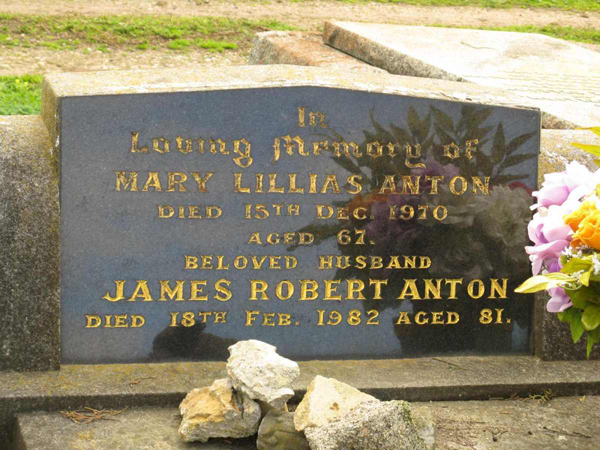 In
Loving Memory of
MARY LILLIAS ANTON
DIED 15TH DEC. 1970
AGED 67.
BELOVED HUSBAND
JAMES ROBERT ANTON
DIED 18TH FEB. 1982 AGED 81.